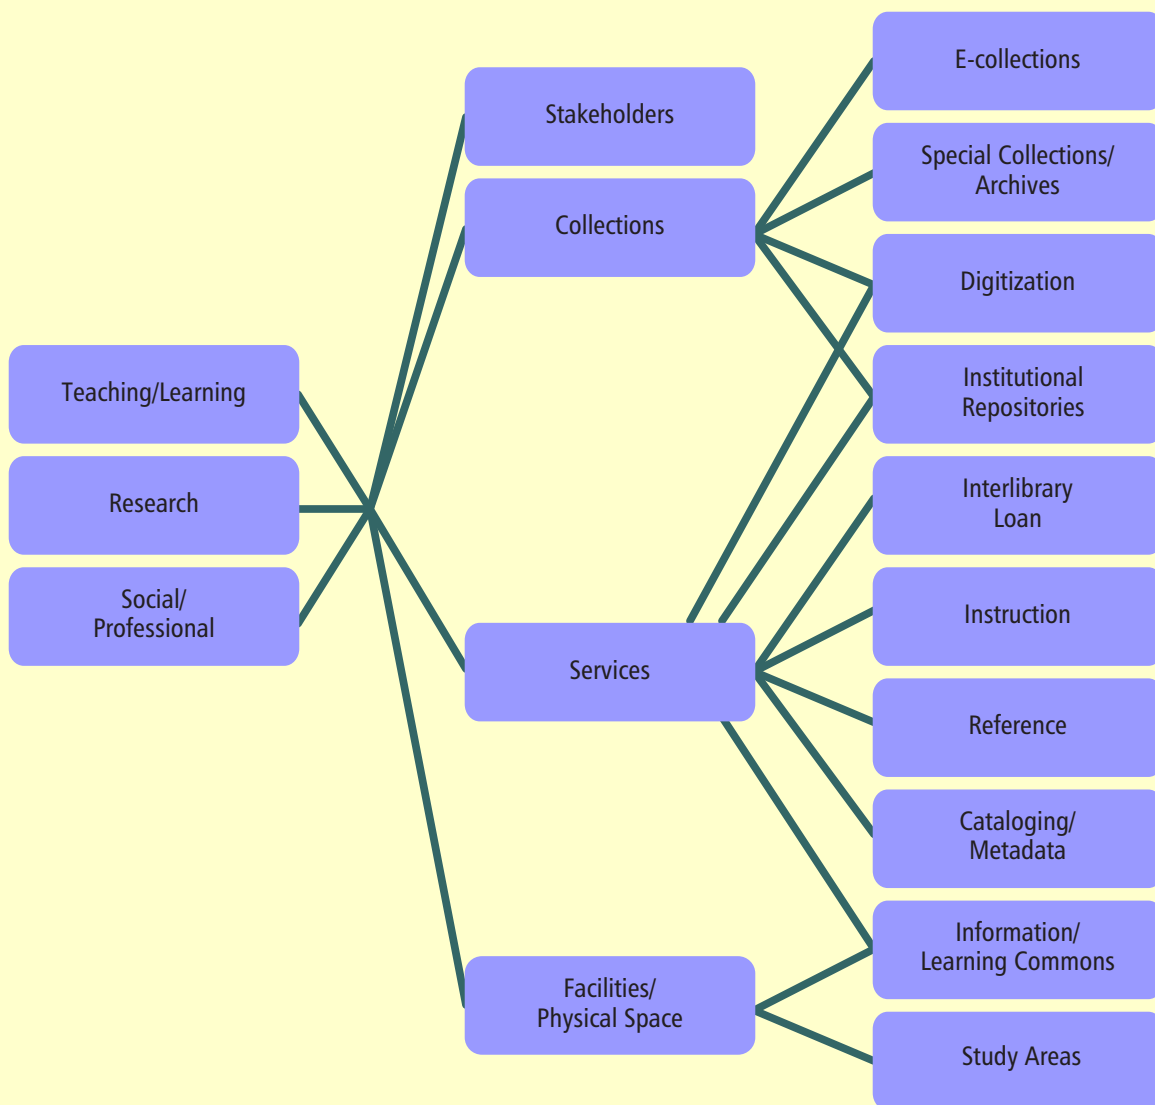 Teaching/Learning
Research
Social/
Professional
Stakeholders
Collections
Services
Facilities/
Physical Space
E-collections
Special Collections/
Archives
Digitization
Institutional
Repositories
Interlibrary
Loan
Instruction
Reference
Cataloging/
Metadata
Information/
Learning Commons
Study Areas